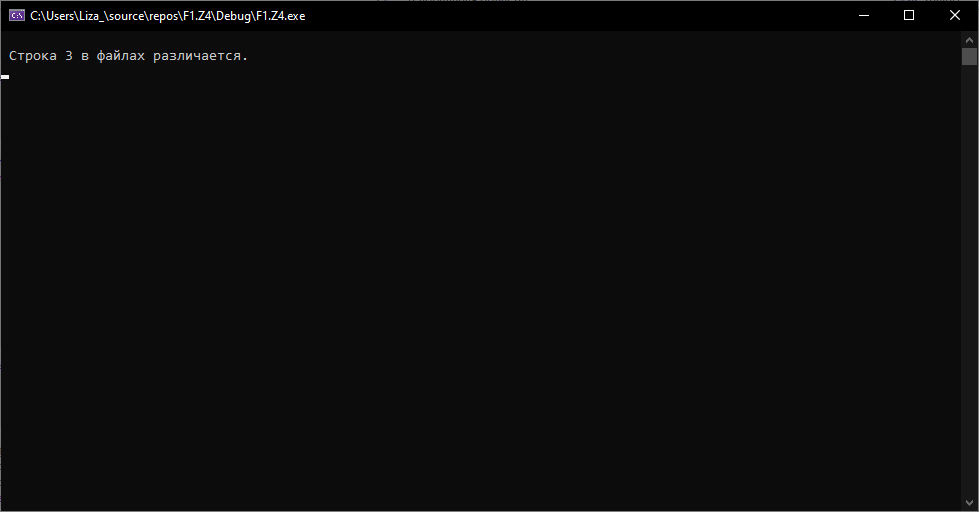 C:\Users\Liza_\source\repos\F1.Z4\Debug\F1.Z4.exe
Строка 3 в файлах различается.